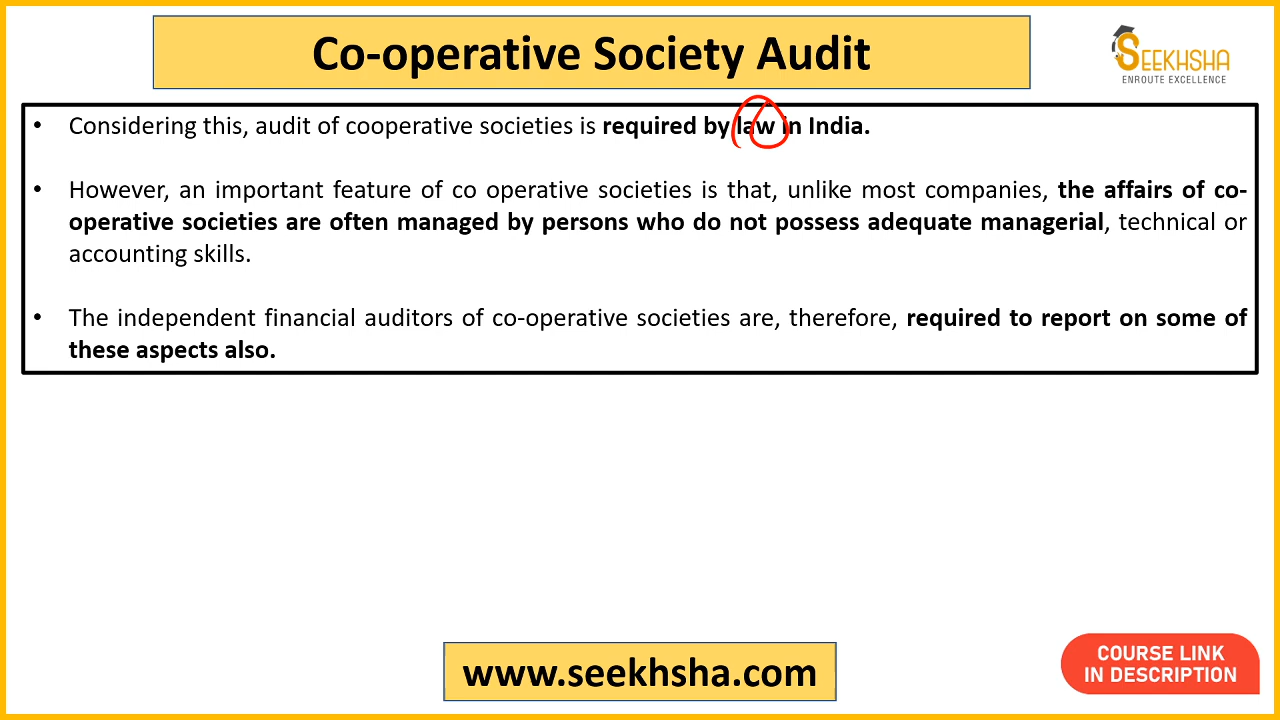 Co-operative Society Audit
SEEKHSHA
ENROUTE EXCELLENCE
• Considering this, audit of cooperative societies is required by law in India.
• However, an important feature of co operative societies is that, unlike most companies, the affairs of co-
operative societies are often managed by persons who do not possess adequate managerial, technical or
accounting skills.
• The independent financial auditors of co-operative societies are, therefore, required to report on some of
these aspects also.
www.seekhsha.com
COURSE LINK
IN DESCRIPTION